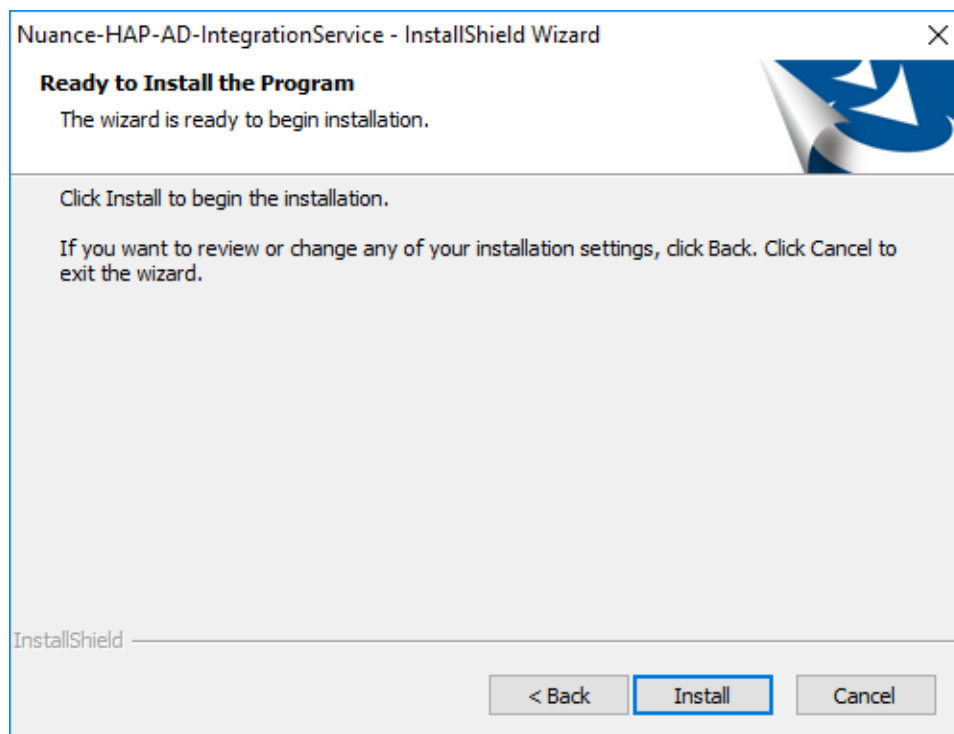 Nuance-HAP-AD-IntegrationService - InstallShield Wizard
Ready to Install the Program
The wizard is ready to begin installation.
Click Install to begin the installation.
If you want to review or change any of your installation settings, click Back. Click Cancel to
exit the wizard.
InstallShield
< Back
Install
Cancel